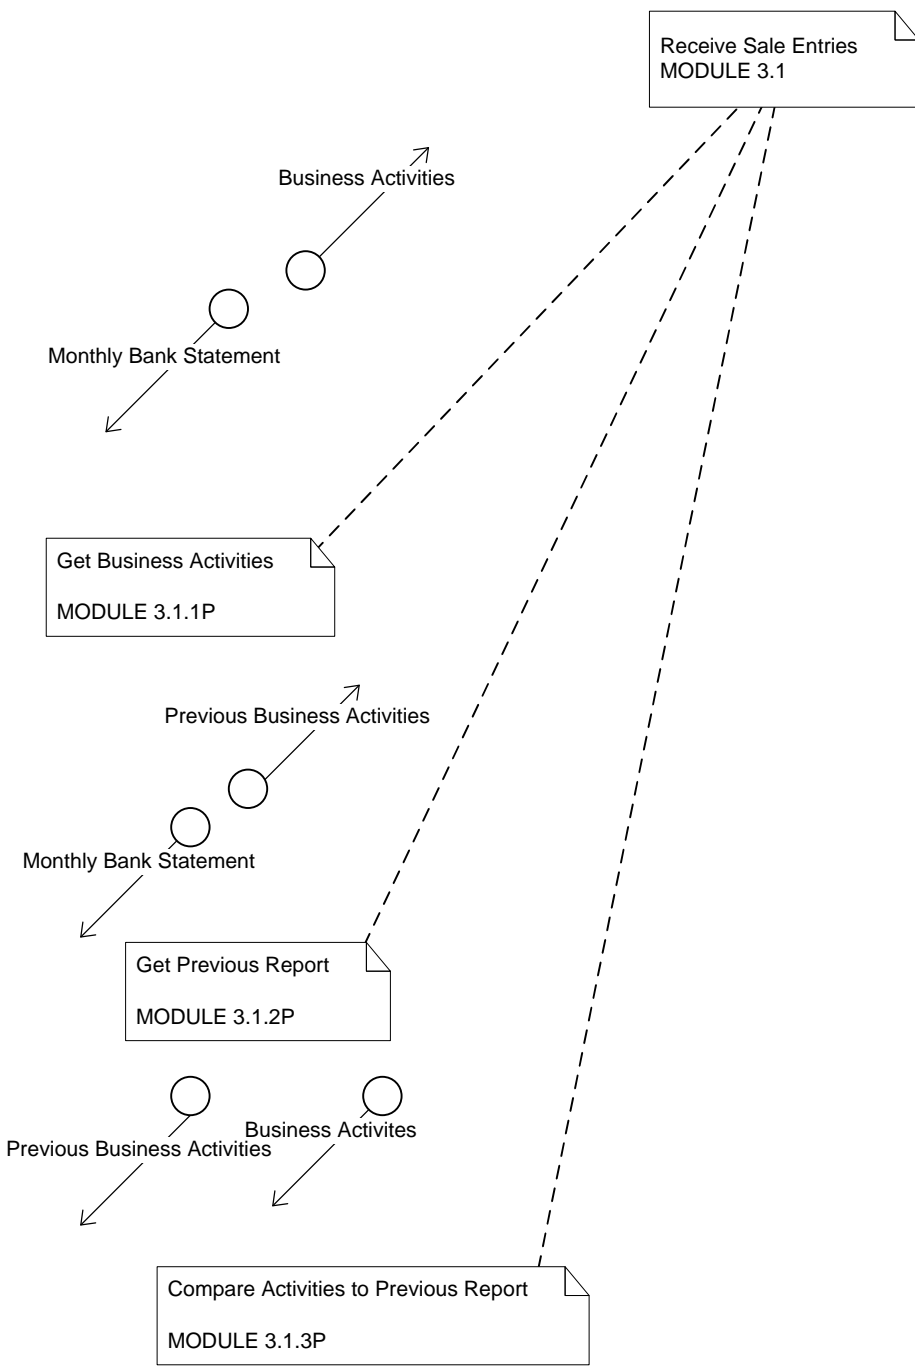 Receive Sale Entries
MODULE 3.1
Business Activities
Monthly Bank Statement
Get Business Activities
MODULE 3.1.1P
Previous Business Activities
Monthly Bank Statement
Get Previous Report
MODULE 3.1.2P
Business Activites
Previous Business Activities
Compare Activities to Previous Report
MODULE 3.1.3P